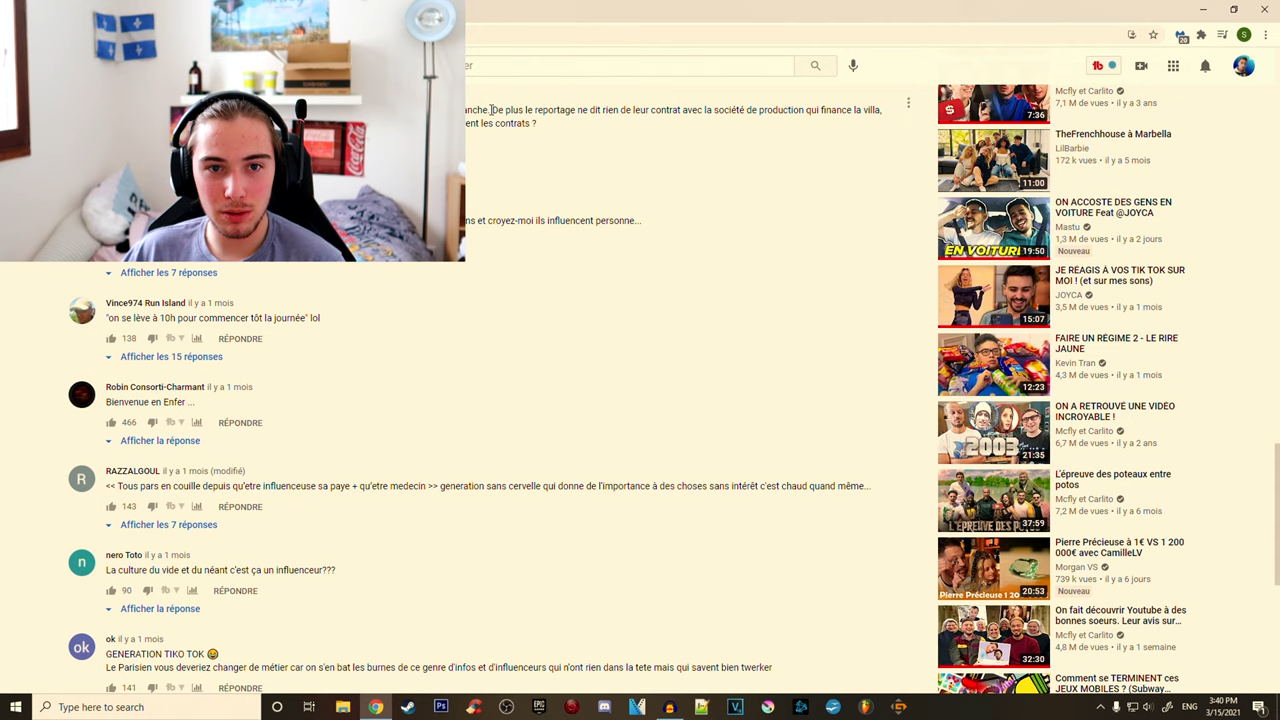 er
anche. De plus le reportage ne dit rien de leur contrat avec la société de production qui finance la villa,
ent les contrats ?
ns et croyez-moi ils influencent personne...
Afficher les 7 réponses
Vince974 Run Island il y a 1 mois
"on se lève à 10h pour commencer tôt la journée" lol
138 RÉPONDRE
Afficher les 15 réponses
Robin Consorti-Charmant il y a 1 mois
Bienvenue en Enfer ...
466 RÉPONDRE
Afficher la réponse
R
RAZZALGOUL il y a 1 mois (modifié)
<< Tous pars en couille depuis qu'etre influenceuse sa paye + qu'etre medecin >> generation sans cervelle qui donne de l'importance à des choses sans intérêt c'est chaud quand même...
143 RÉPONDRE
Afficher les 7 réponses
n
nero Toto il y a 1 mois
La culture du vide et du néant c'est ça un influenceur???
90 RÉPONDRE
Afficher la réponse
ok
ok il y a 1 mois
GENERATION TIKO TOK 😂
Le Parisien vous deveriez changer de métier car on s'en bat les burnes de ce genre d'infos et d'influenceurs qui n'ont rien dans la tete mais qui savent bien twerker
141 RÉPONDRE
20
S
tb
Mcfly et Carlito
7,1 M de vues • il y a 3 ans
7:36
TheFrenchhouse à Marbella
LilBarbie
172 k vues • il y a 5 mois
11:00
ON ACCOSTE DES GENS EN
VOITURE Feat @JOYCA
Mastu
1,3 M de vues • il y a 2 jours
Nouveau
EN VOITURE
19:50
JE RÉAGIS À VOS TIK TOK SUR
MOI ! (et sur mes sons)
JOYCA
3,5 M de vues • il y a 1 mois
15:07
FAIRE UN RÉGIME 2 - LE RIRE
JAUNE
Kevin Tran
4,3 M de vues • il y a 1 mois
12:23
ON A RETROUVÉ UNE VIDÉO
INCROYABLE !
Mcfly et Carlito
6,7 M de vues • il y a 2 ans
2003
21:35
L'épreuve des poteaux entre
potos
Mcfly et Carlito
7,2 M de vues • il y a 6 mois
L'ÉPREUVE DES POTOS
37:59
Pierre Précieuse à 1€ VS 1 200
000€ avec CamilleLV
Morgan VS
739 k vues • il y a 6 jours
Nouveau
Pierre Précieuse 1 20
20:53
On fait découvrir Youtube à des
bonnes soeurs. Leur avis sur...
Mcfly et Carlito
4,8 M de vues • il y a 1 semaine
32:30
Comment se TERMINENT ces
JEUX MOBILES ? (Subway...
Type here to search
ENG
3:40 PM
3/15/2021